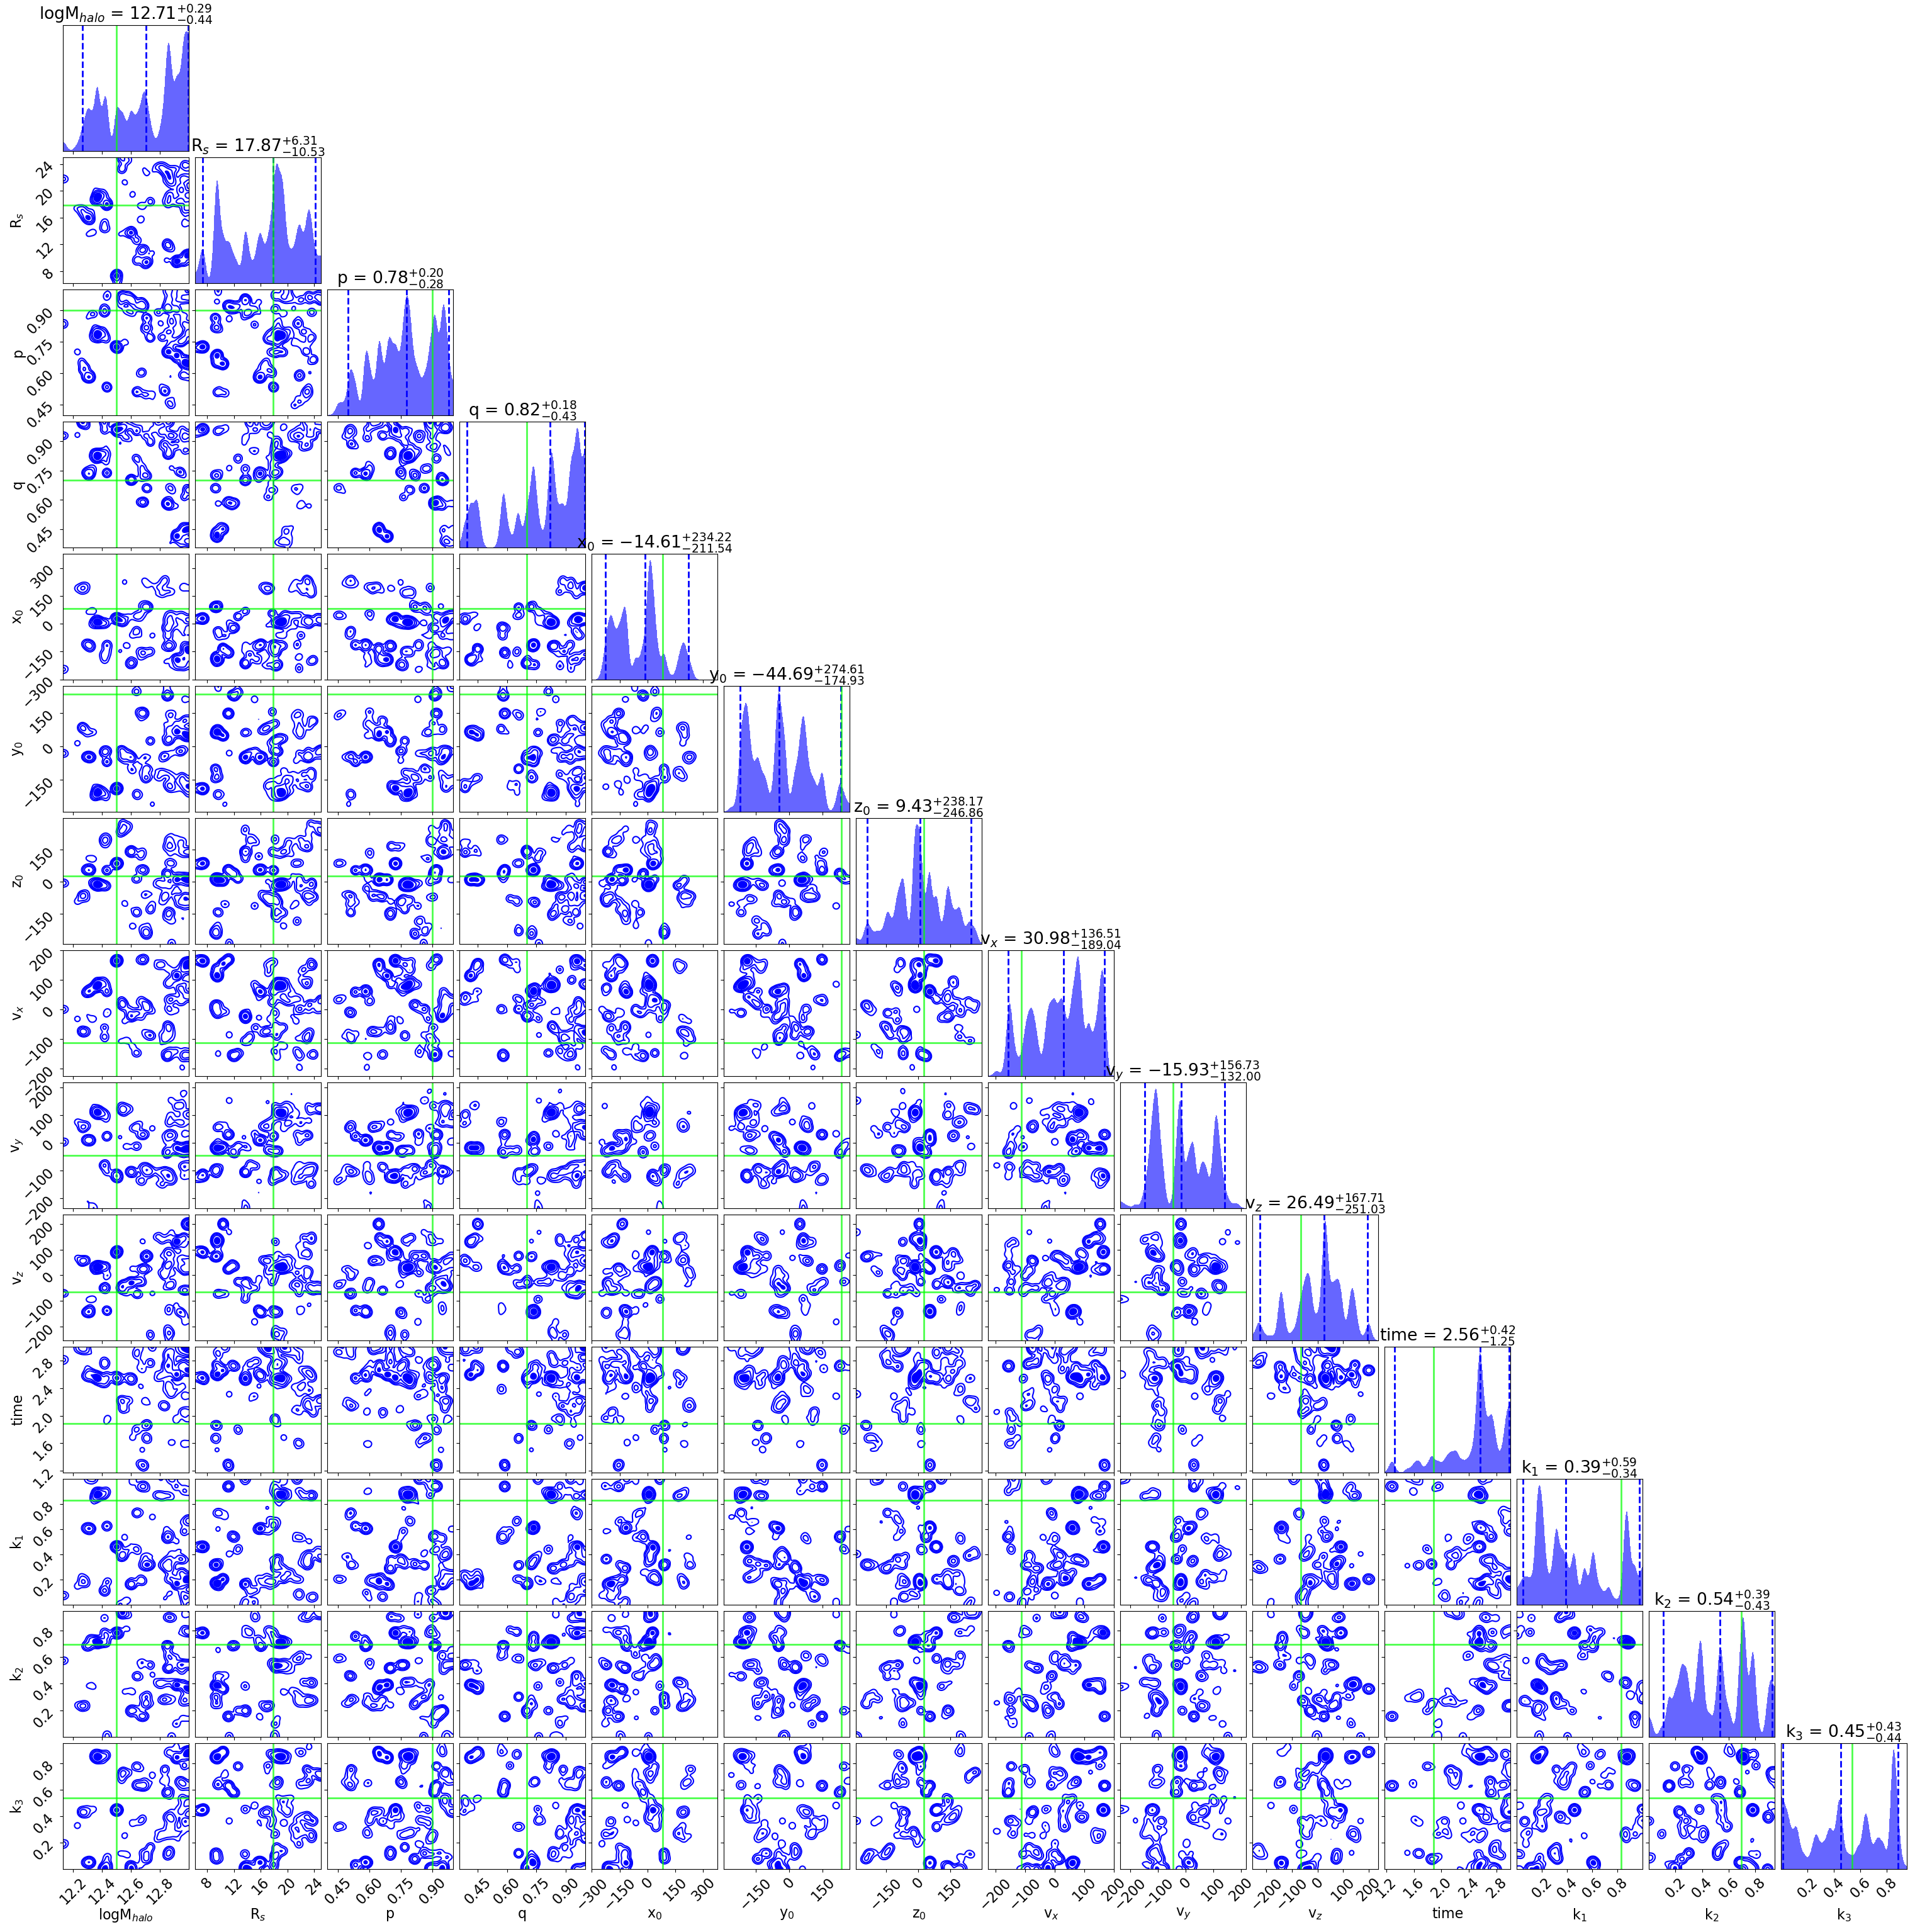 logM_halo = 12.71^{+0.29}_{-0.44}
R_s = 17.87^{+6.31}_{-10.53}
24
20
16
12
8
R_s
p = 0.78^{+0.20}_{-0.28}
0.90
0.75
0.60
0.45
p
q = 0.82^{+0.18}_{-0.43}
0.90
0.75
0.60
0.45
q
x_0 = −14.61^{+234.22}_{−211.54}
300
150
0
−150
−300
x_0
y_0 = −44.69^{+274.61}_{−174.93}
150
0
−150
y_0
z_0 = 9.43^{+238.17}_{−246.86}
150
0
−150
z_0
v_x = 30.98^{+136.51}_{−189.04}
200
100
0
−100
−200
v_x
v_y = −15.93^{+156.73}_{−132.00}
200
100
0
−100
−200
v_y
v_z = 26.49^{+167.71}_{−251.03}
200
100
0
−100
−200
v_z
time = 2.56^{+0.42}_{−1.25}
2.8
2.4
2.0
1.6
1.2
time
k_1 = 0.39^{+0.59}_{−0.34}
0.8
0.6
0.4
0.2
k_1
k_2 = 0.54^{+0.39}_{−0.43}
0.8
0.6
0.4
0.2
k_2
k_3 = 0.45^{+0.43}_{−0.44}
0.8
0.6
0.4
0.2
k_3
12.2 12.4 12.6 12.8 8 12 16 20 24 0.45 0.60 0.75 0.90 0.45 0.60 0.75 0.90 −300 −150 0 150 300 −150 0 150 −150 0 150 −200 −100 0 100 200 −200 −100 0 100 200 −200 −100 0 100 200 1.2 1.6 2.0 2.4 2.8 0.2 0.4 0.6 0.8 0.2 0.4 0.6 0.8 0.2 0.4 0.6 0.8
logM_halo R_s p q x_0 y_0 z_0 v_x v_y v_z time k_1 k_2 k_3